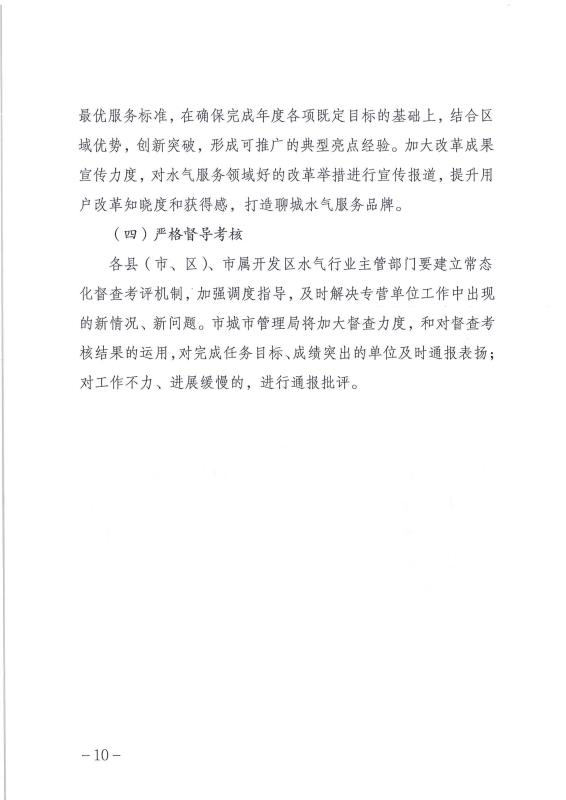 最优服务标准，在确保完成年度各项既定目标的基础上，结合区
域优势，创新突破，形成可推广的典型亮点经验。加大改革成果
宣传力度，对水气服务领域好的改革举措进行宣传报道，提升用
户改革知晓度和获得感，打造聊城水气服务品牌。
（四）严格督导考核
各县（市、区）、市属开发区水气行业主管部门要建立常态
化督查考评机制，加强调度指导，及时解决专营单位工作中出现
的新情况、新问题。市城市管理局将加大督查力度，和对督查考
核结果的运用，对完成任务目标、成绩突出的单位及时通报表扬；
对工作不力、进展缓慢的，进行通报批评。
－10－